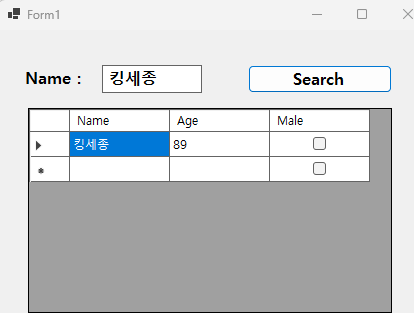 Form1
Name : 킹세종 Search
Name Age Male
킹세종 89